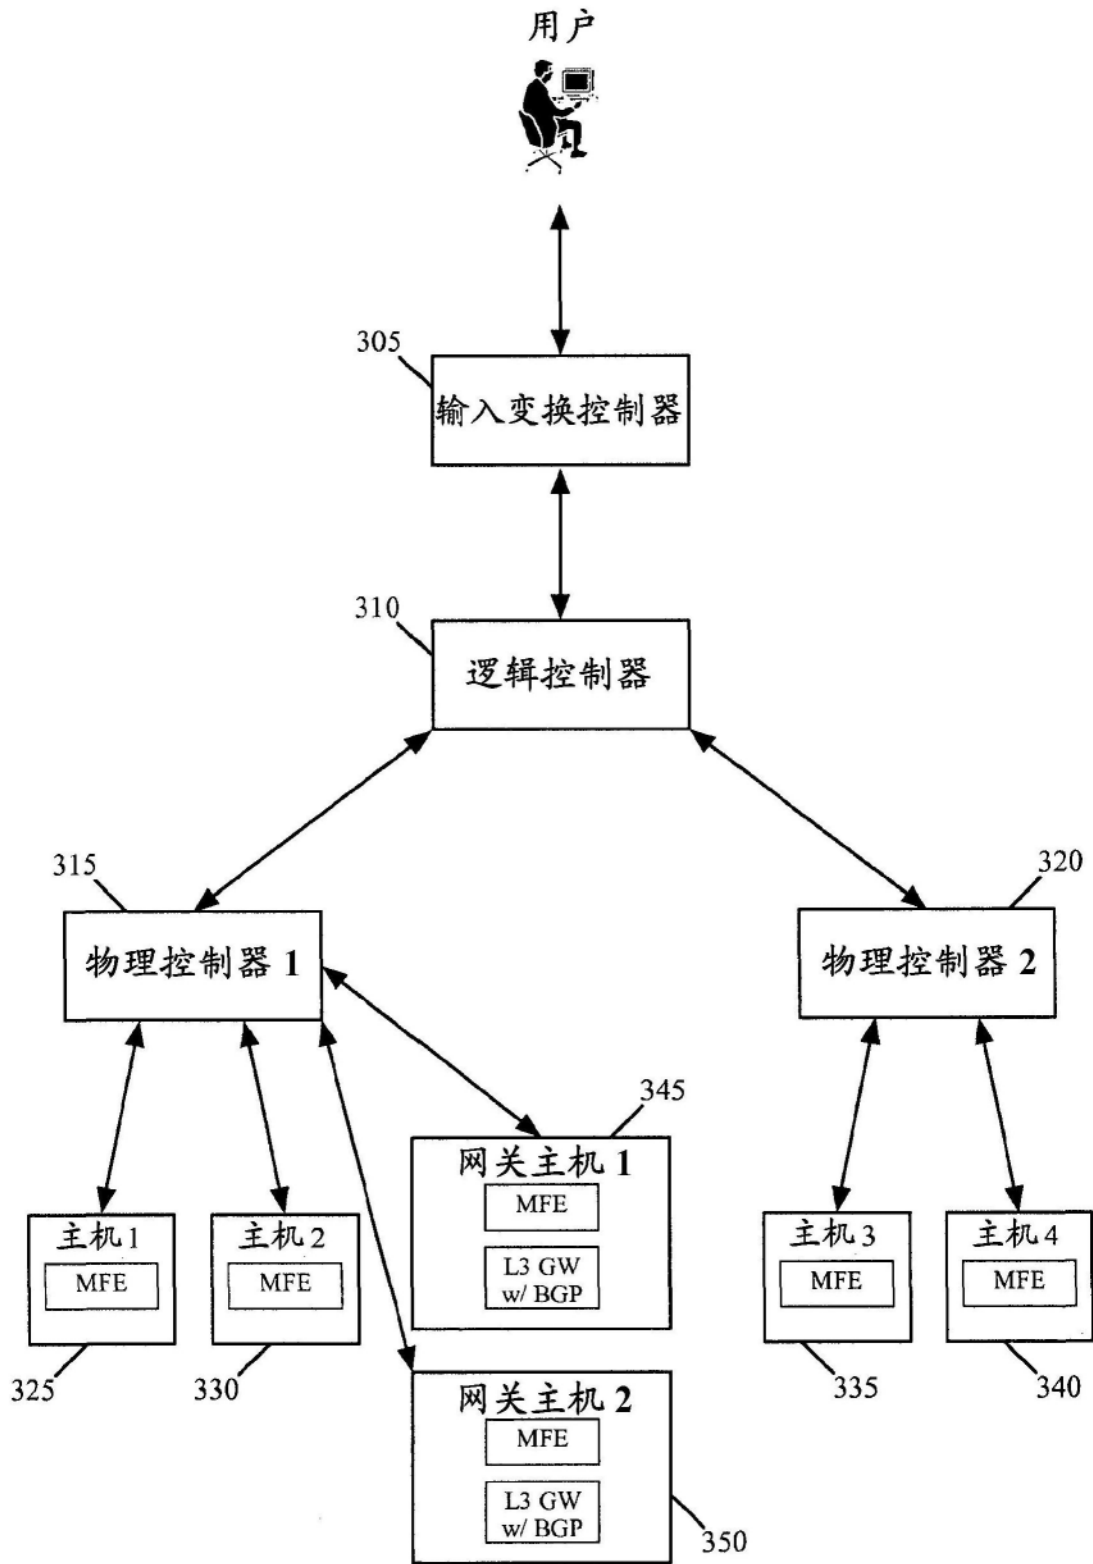 用户
305
输入变换控制器
310
逻辑控制器
315
320
物理控制器 1
物理控制器 2
345
网关主机 1
MFE
L3 GW
w/ BGP
主机 1
MFE
主机 2
MFE
主机 3
MFE
主机 4
MFE
325
330
335
340
网关主机 2
MFE
L3 GW
w/ BGP
350